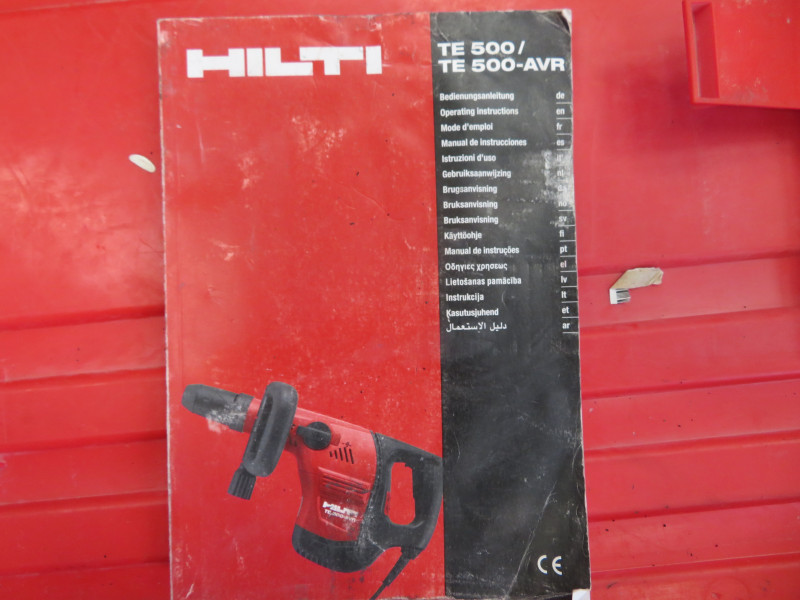 HILTI
TE 500 /
TE 500-AVR
Bedienungsanleitung de
Operating instructions en
Mode d'emploi fr
Manual de instrucciones es
Istruzioni d'uso
Gebruiksaanwijzing nl
Brugsanvisning
Bruksanvisning no
Bruksanvisning sv
Käyttöohje fi
Manual de instruções pt
Οδηγιες χρησεως el
Lietošanas pamācība lv
Instrukcija lt
Kasutusjuhend et
دليل الاستعمال ar
HILTI
CE